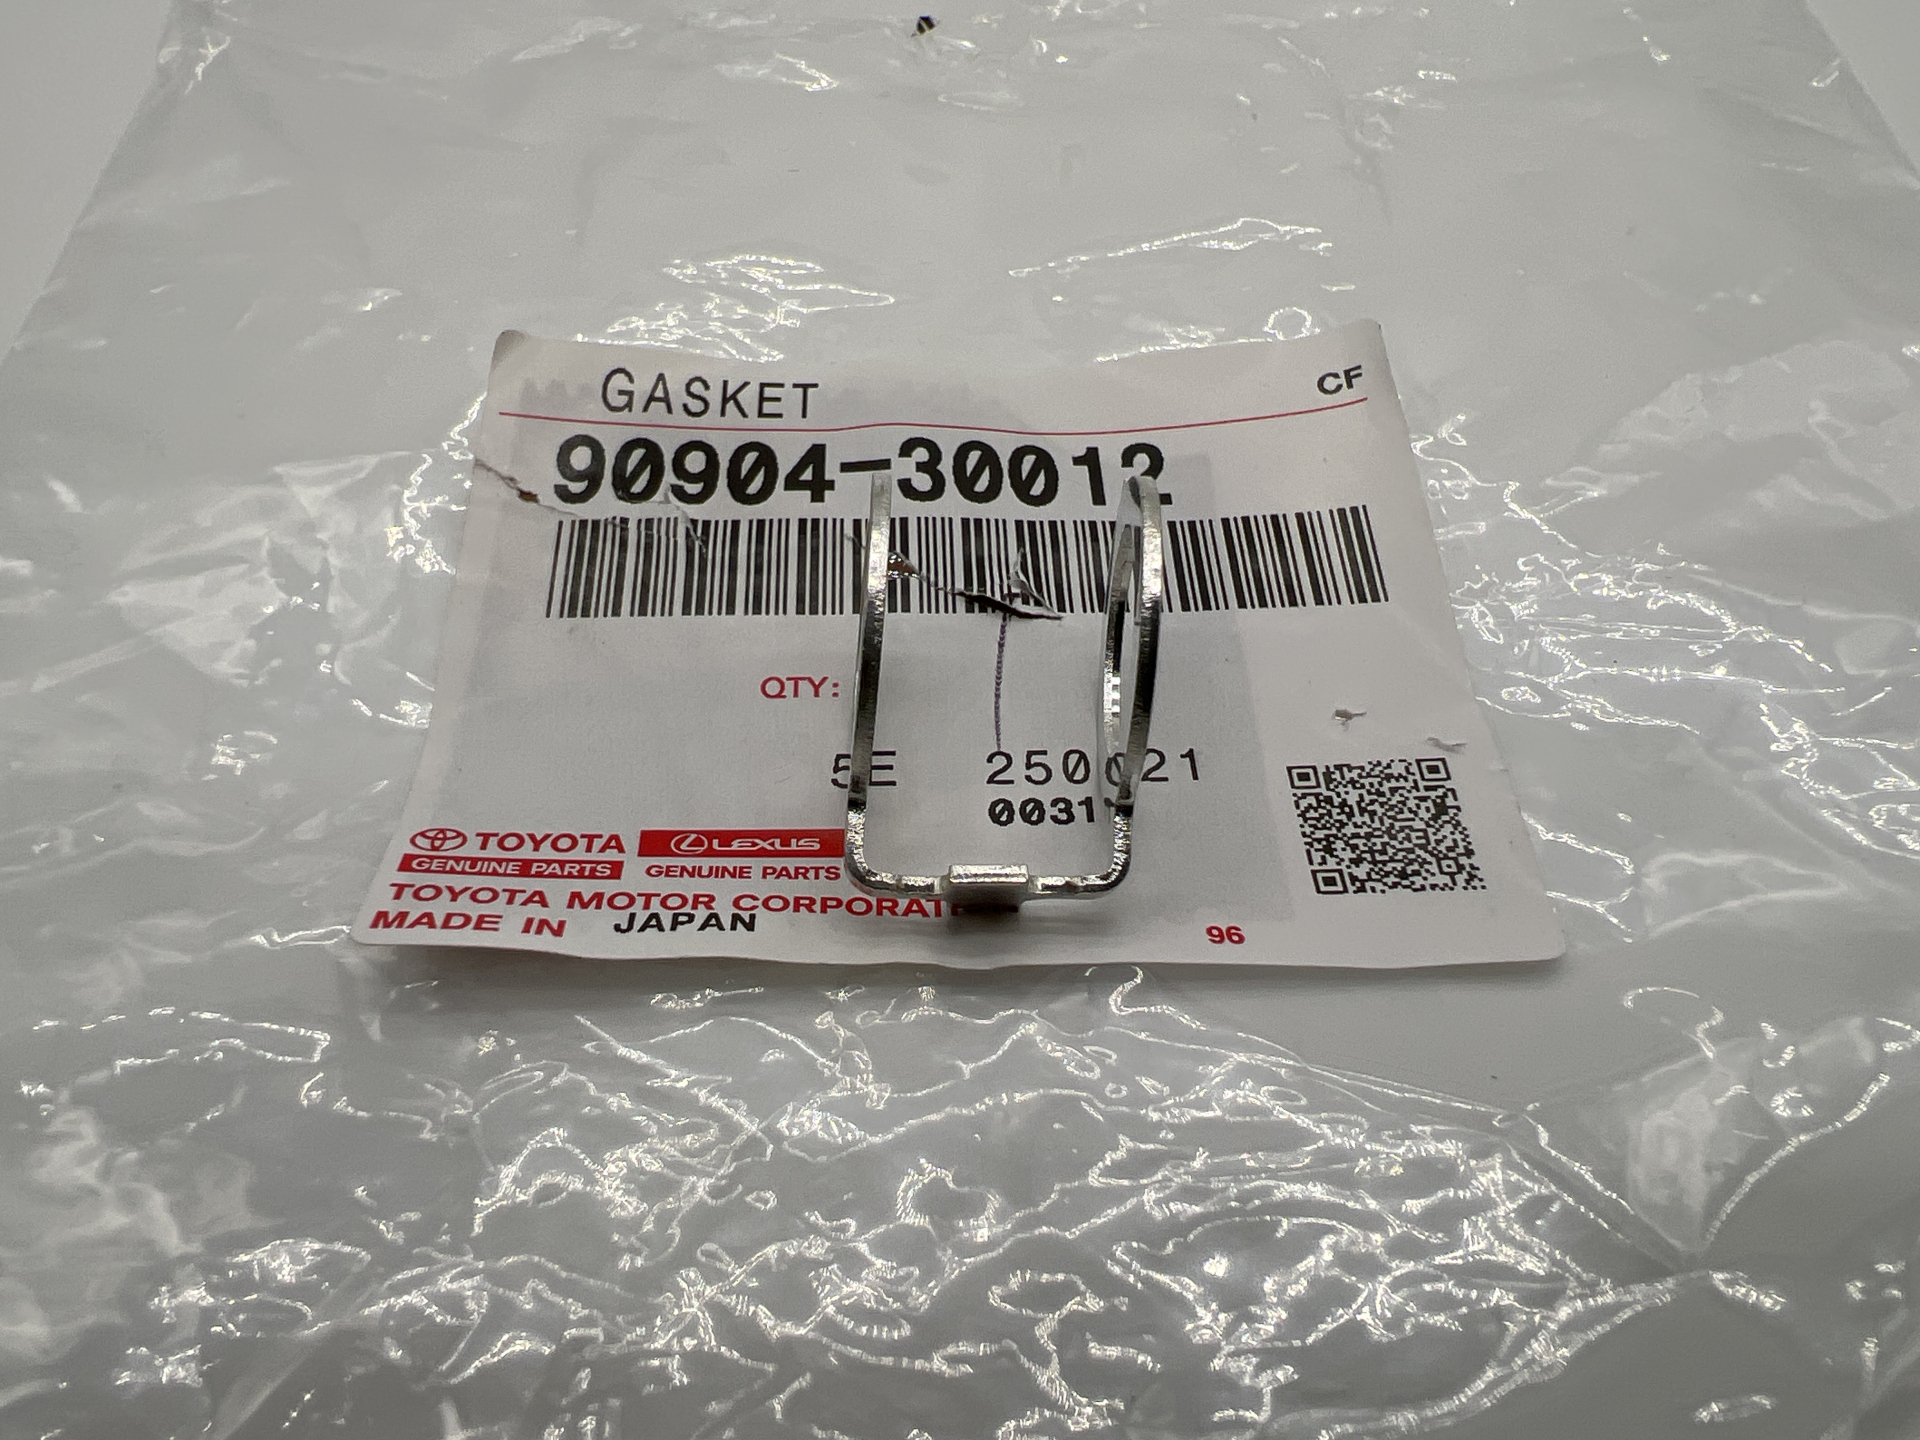 GASKET CF
90904-30012
QTY:
5E 250021
0031
TOYOTA LEXUS
GENUINE PARTS GENUINE PARTS
TOYOTA MOTOR CORPORAT
MADE IN JAPAN
96